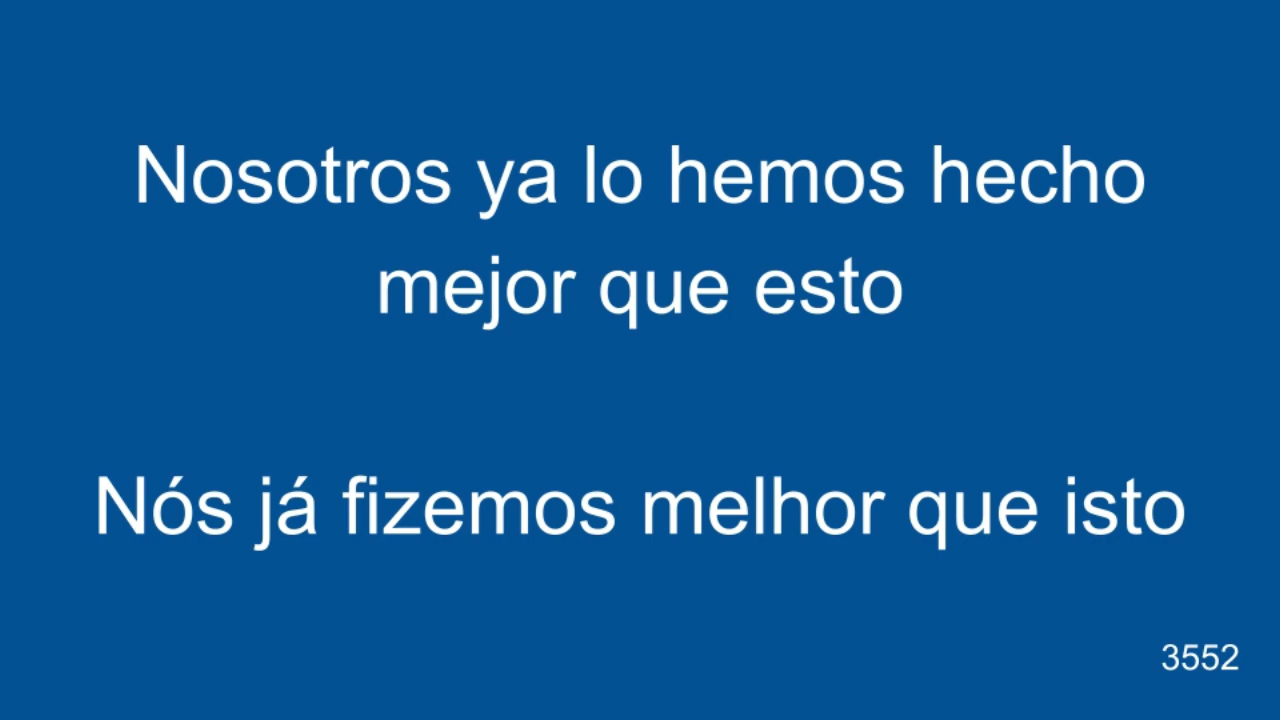 Nosotros ya lo hemos hecho
mejor que esto
Nós já fizemos melhor que isto
3552